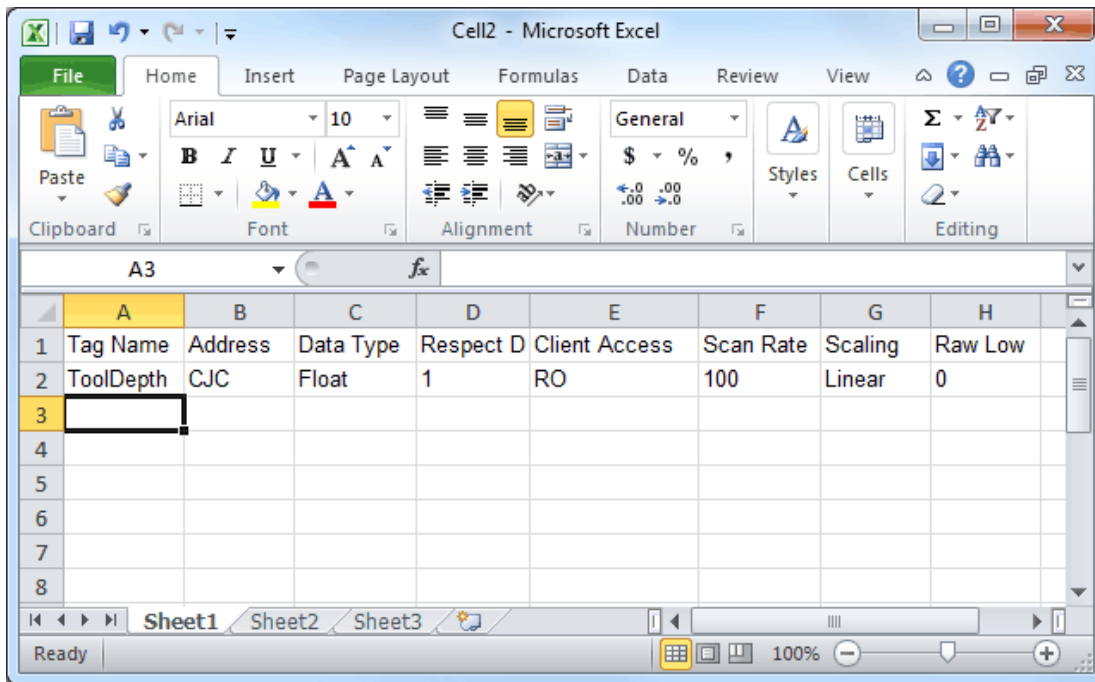 Cell2 - Microsoft Excel
File Home Insert Page Layout Formulas Data Review View
Arial 10 General
B I U A A $ % ,
Paste Styles Cells
Clipboard Font Alignment Number Editing
A3 fx
A B C D E F G H
1 Tag Name Address Data Type Respect D Client Access Scan Rate Scaling Raw Low
2 ToolDepth CJC Float 1 RO 100 Linear 0
3
4
5
6
7
8
Sheet1 Sheet2 Sheet3
Ready 100%